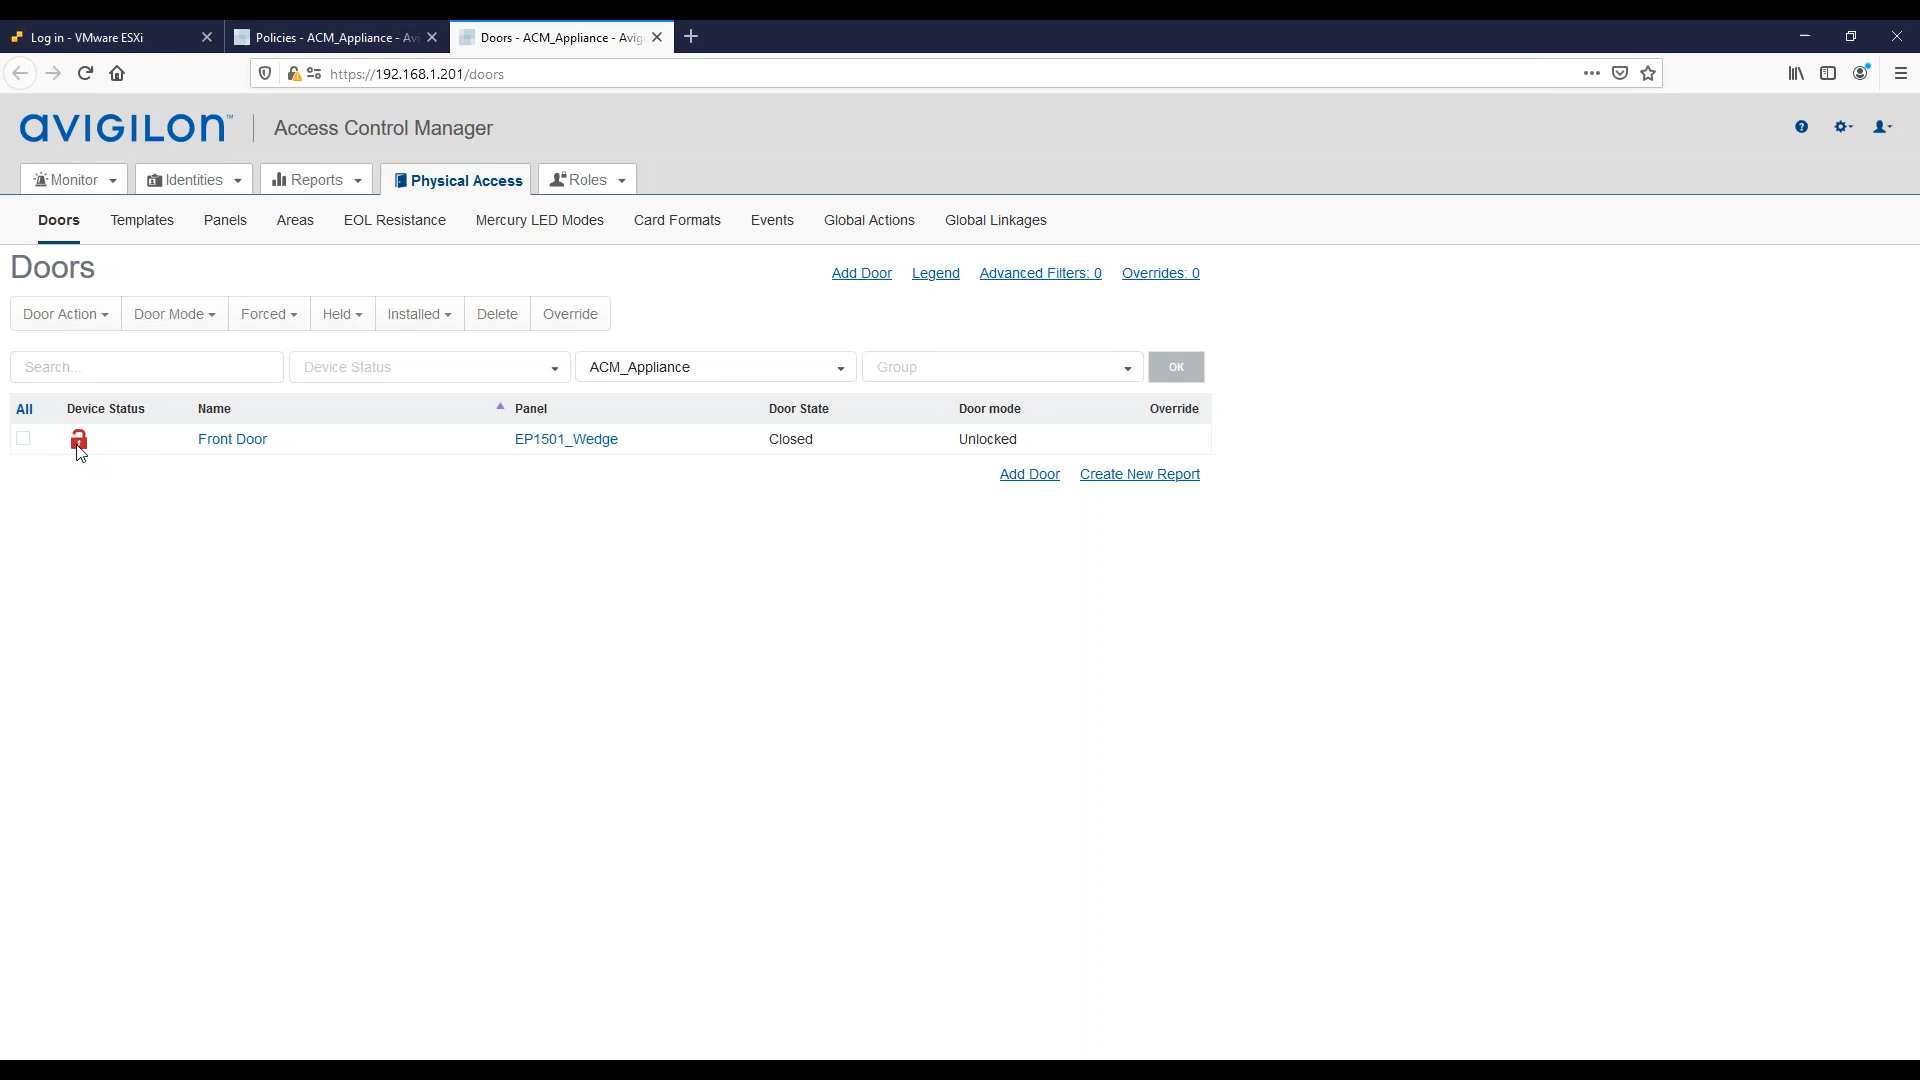 Log in - VMware ESXi
Policies - ACM_Appliance - Avi
Doors - ACM_Appliance - Avig
https://192.168.1.201/doors
AVIGILON™ Access Control Manager
Monitor Identities Reports Physical Access Roles
Doors Templates Panels Areas EOL Resistance Mercury LED Modes Card Formats Events Global Actions Global Linkages
Doors
Add Door Legend Advanced Filters: 0 Overrides: 0
Door Action Door Mode Forced Held Installed Delete Override
Search... Device Status ACM_Appliance Group OK
All Device Status Name Panel Door State Door mode Override
Front Door EP1501_Wedge Closed Unlocked
Add Door Create New Report